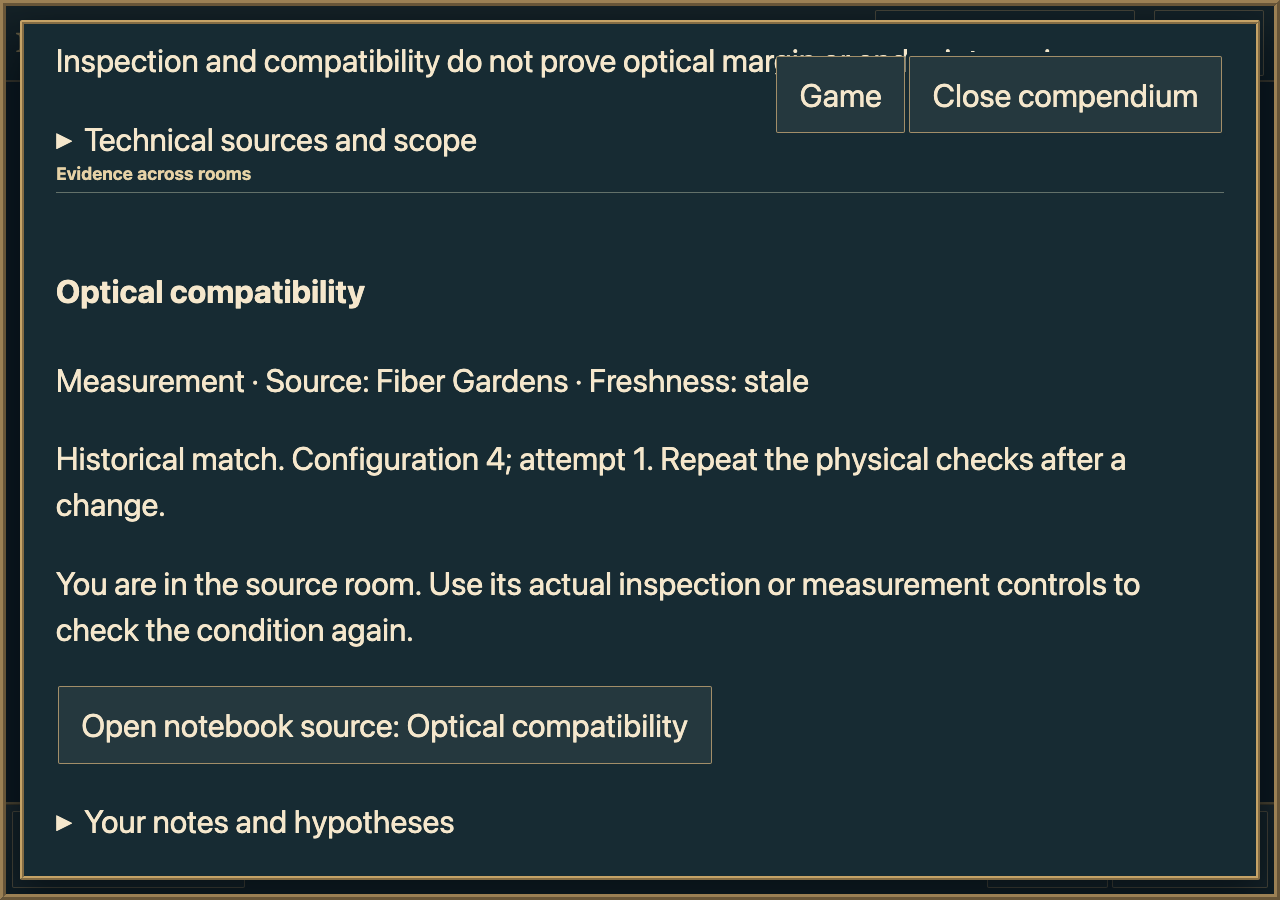 Inspection and compatibility do not prove optical
Game
Close compendium
▶ Technical sources and scope
Evidence across rooms
Optical compatibility
Measurement · Source: Fiber Gardens · Freshness: stale
Historical match. Configuration 4; attempt 1. Repeat the physical checks after a
change.
You are in the source room. Use its actual inspection or measurement controls to
check the condition again.
Open notebook source: Optical compatibility
▶ Your notes and hypotheses